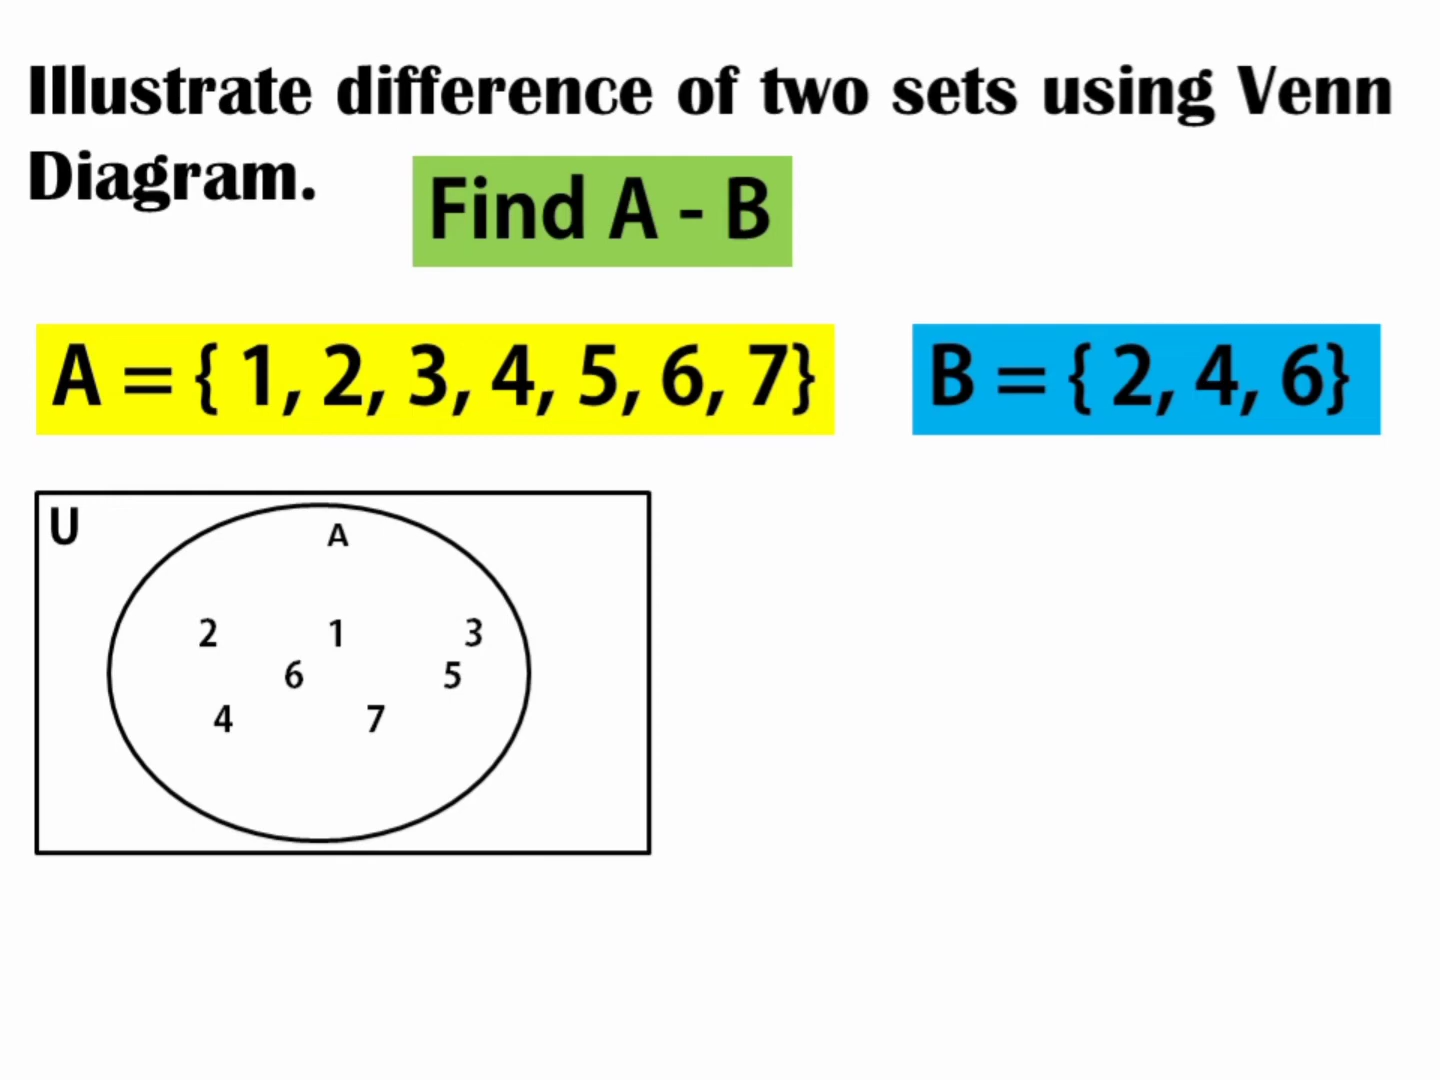 Illustrate difference of two sets using Venn
Diagram.
Find A - B
A = { 1, 2, 3, 4, 5, 6, 7}
B = { 2, 4, 6}
U
A
2 1 3
6 5
4 7